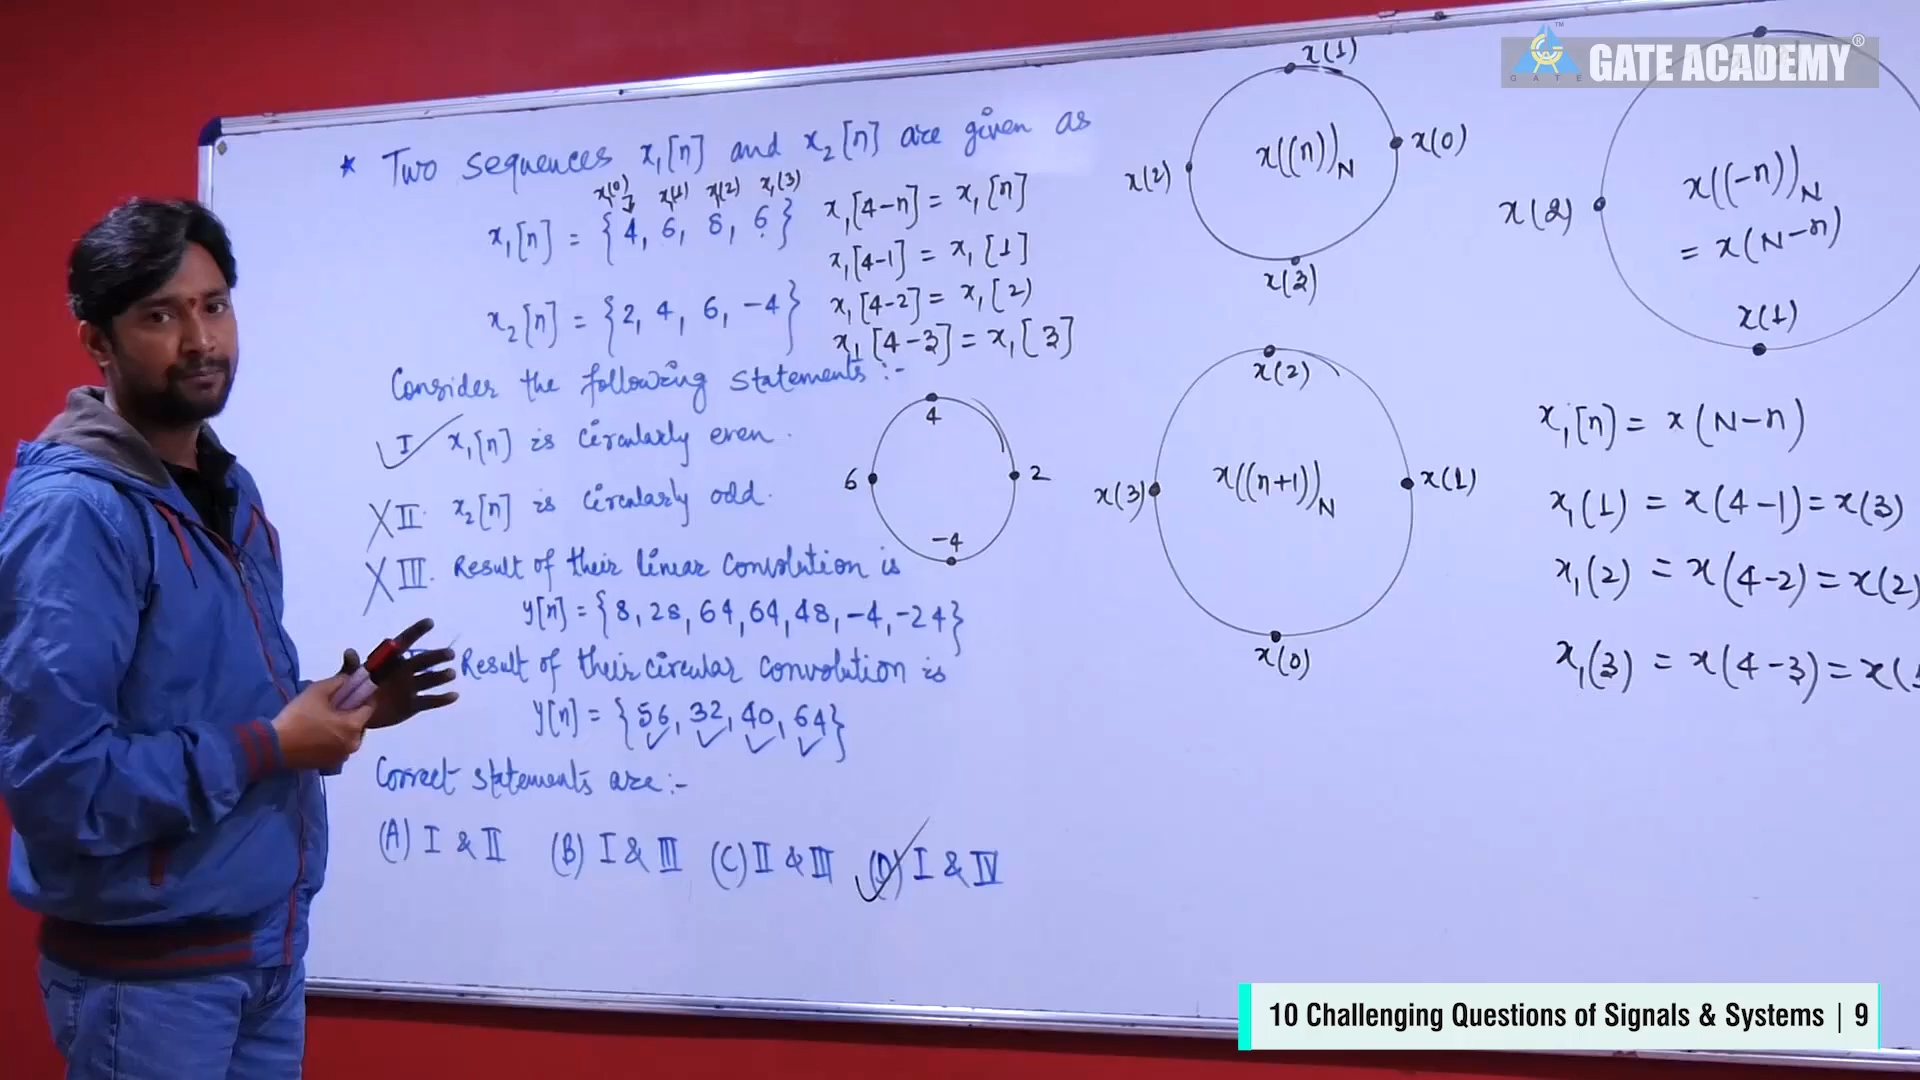 GATE ACADEMY®
GATE
* Two sequences x₁[n] and x₂[n] are given as
x₁(0) x₁(1) x₁(2) x₁(3)
x₁[n] = {4, 6, 8, 6}
x₂[n] = {2, 4, 6, -4}
x₁[4-n] = x₁[n]
x₁[4-1] = x₁[1]
x₁[4-2] = x₁[2)
x₁[4-3] = x₁[3]
Consider the following statements :-
I x₁[n] is circularly even.
II. x₂[n] is circularly odd.
III. Result of their linear convolution is
y[n] = {8, 28, 64, 64, 48, -4, -24}
Result of their circular convolution is
y[n] = {56, 32, 40, 64}
Correct statements are :-
(A) I & II (B) I & III (C) II & III (D) I & IV
4
6
2
-4
x(1)
x(2)
x((n))N
x(0)
x(3)
x(2)
x(3)
x((n+1))N
x(1)
x(0)
x(2)
x((-n))N
= x(N-n)
x(1)
x₁[n] = x(N-n)
x₁(1) = x(4-1) = x(3)
x₁(2) = x(4-2) = x(2)
x₁(3) = x(4-3) = x(1
10 Challenging Questions of Signals & Systems | 9